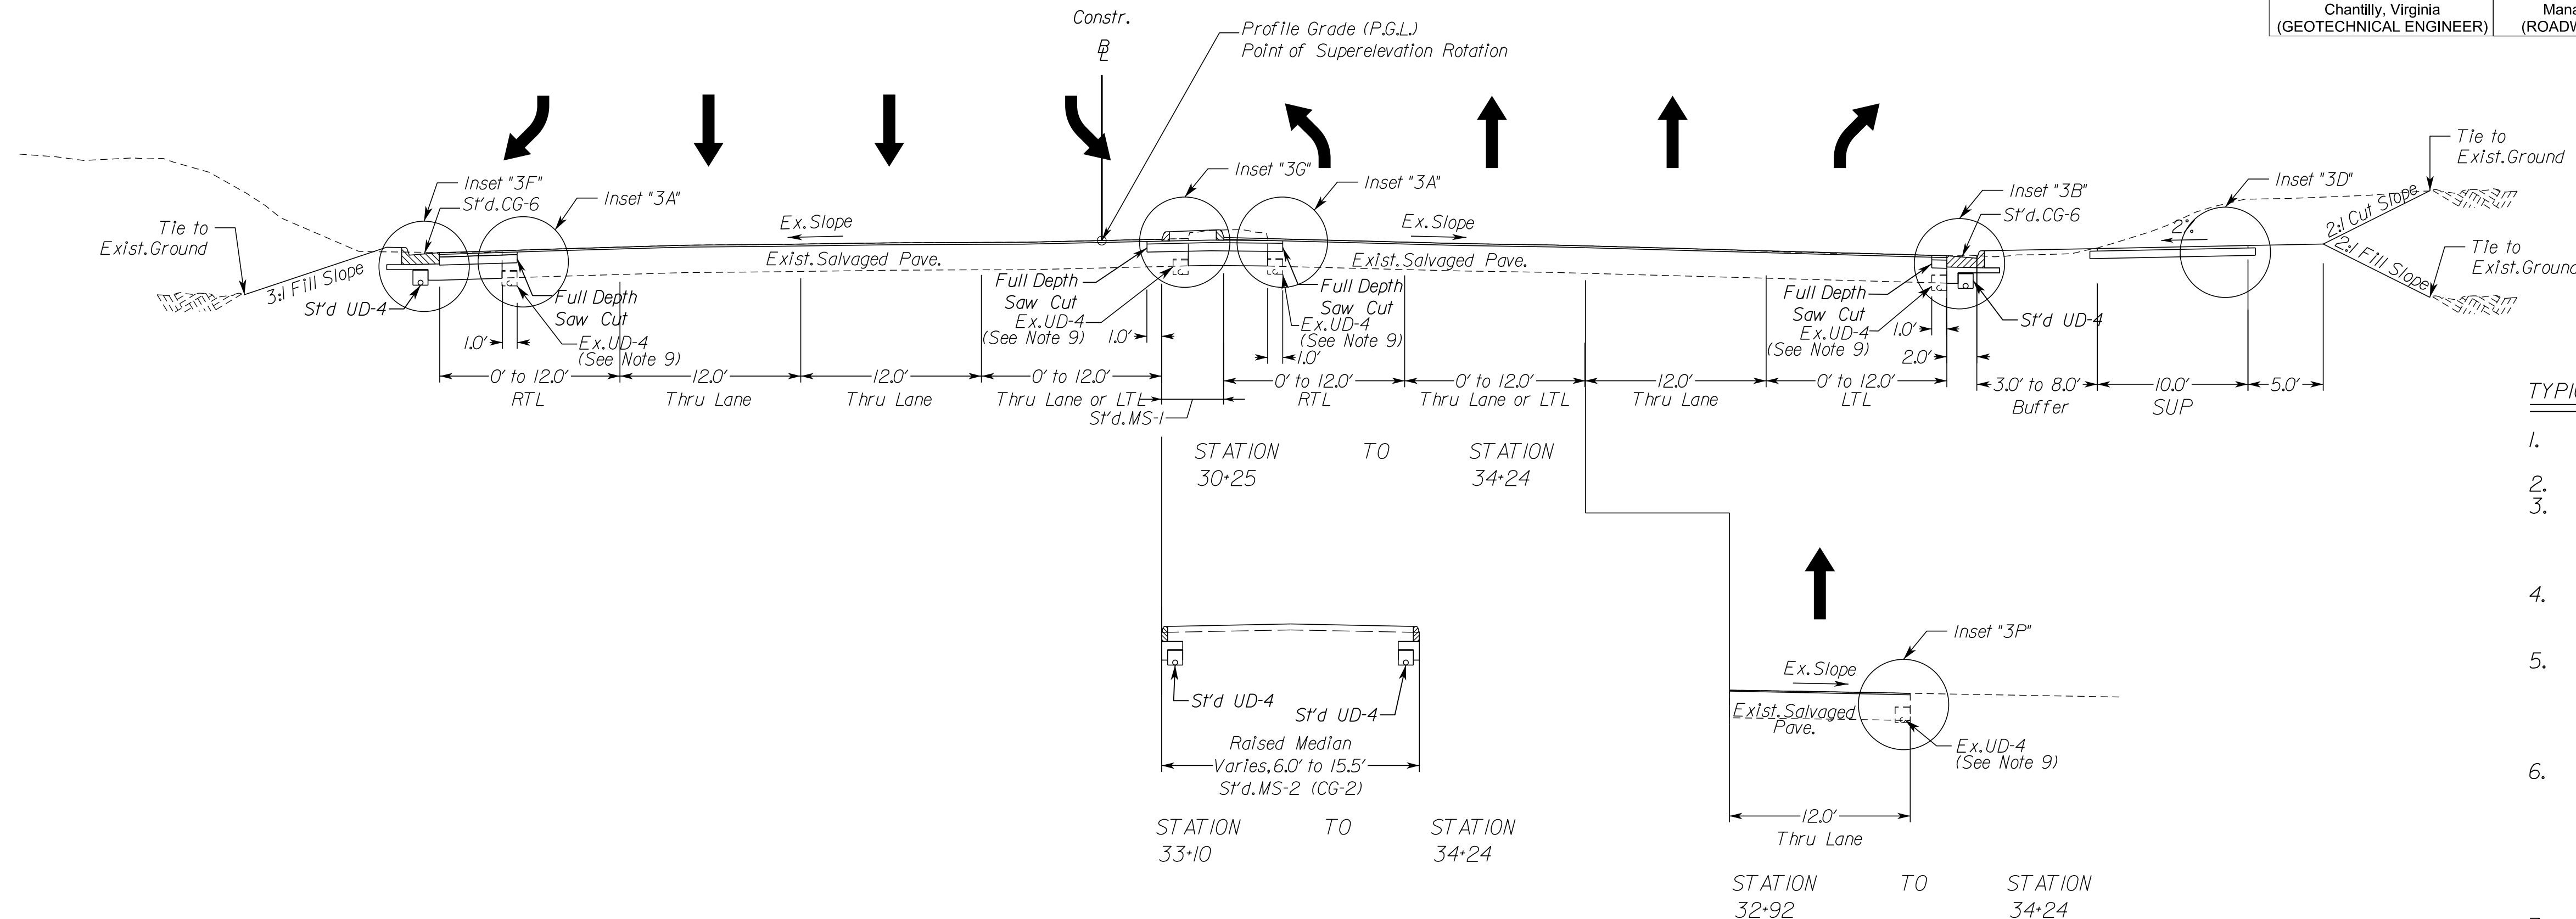 Chantilly, Virginia
(GEOTECHNICAL ENGINEER)
Mana
(ROADW
Constr.
Profile Grade (P.G.L.)
Point of Superelevation Rotation
Tie to
Exist.Ground
3:1 Fill Slope
Inset "3F"
St'd.CG-6
Inset "3A"
St'd UD-4
Full Depth
Saw Cut
Ex.UD-4
(See Note 9)
1.0'
Ex.Slope
Exist.Salvaged Pave.
Inset "3G"
Inset "3A"
Full Depth
Saw Cut
Ex.UD-4
(See Note 9)
1.0'
Full Depth
Saw Cut
Ex.UD-4
(See Note 9)
1.0'
Ex.Slope
Exist.Salvaged Pave.
Inset "3B"
St'd.CG-6
Full Depth
Saw Cut
Ex.UD-4
(See Note 9)
1.0'
2.0'
St'd UD-4
Inset "3D"
2%
2:1 Cut Slope
2:1 Fill Slope
Tie to
Exist.Ground
Tie to
Exist.Ground
0' to 12.0'
RTL
12.0'
Thru Lane
12.0'
Thru Lane
0' to 12.0'
Thru Lane or LTL
St'd.MS-1
0' to 12.0'
RTL
0' to 12.0'
Thru Lane or LTL
12.0'
Thru Lane
0' to 12.0'
LTL
3.0' to 8.0'
Buffer
10.0'
SUP
5.0'
STATION TO STATION
30+25 34+24
St'd UD-4
St'd UD-4
Raised Median
Varies,6.0' to 15.5'
St'd.MS-2 (CG-2)
STATION TO STATION
33+10 34+24
Inset "3P"
Ex.Slope
Exist.Salvaged
Pave.
Ex.UD-4
(See Note 9)
12.0'
Thru Lane
STATION TO STATION
32+92 34+24
TYPIC
1.
2.
3.
4.
5.
6.